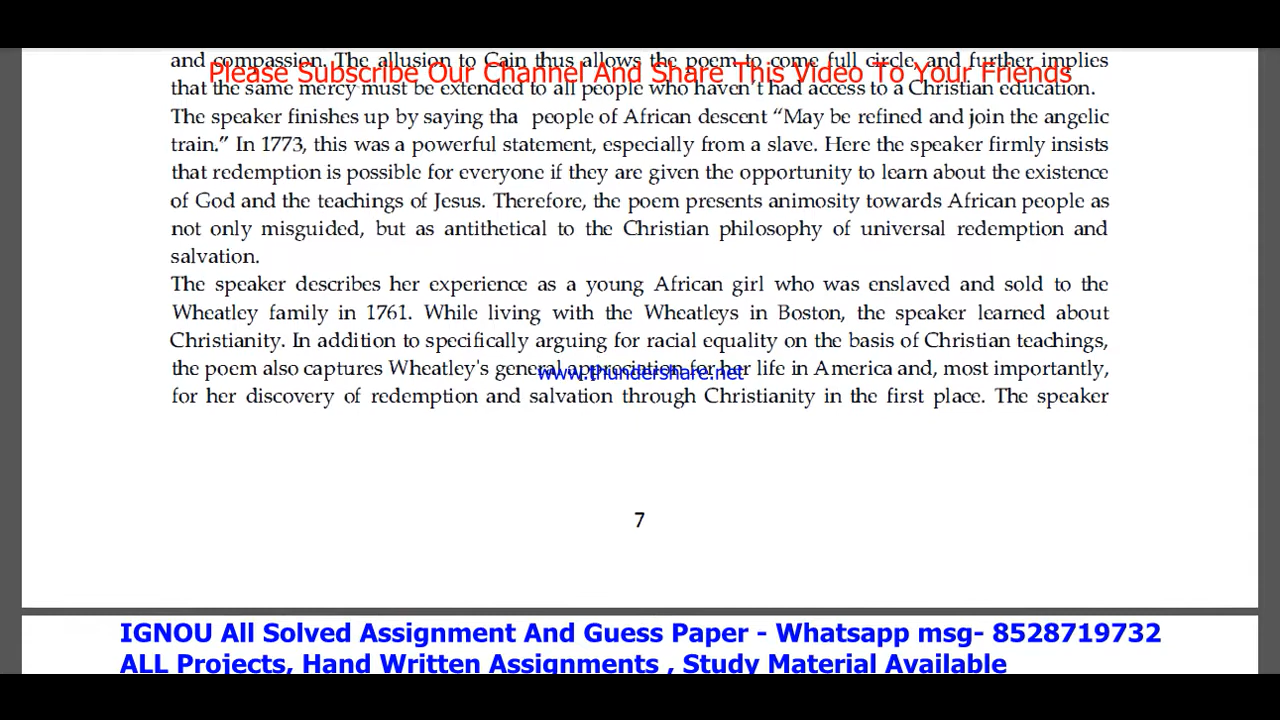 and compassion. The allusion to Cain thus allows the poem to come full circle, and further implies
Please Subscribe Our Channel And Share This Video To Your Friends
that the same mercy must be extended to all people who haven't had access to a Christian education.
The speaker finishes up by saying tha people of African descent “May be refined and join the angelic
train.” In 1773, this was a powerful statement, especially from a slave. Here the speaker firmly insists
that redemption is possible for everyone if they are given the opportunity to learn about the existence
of God and the teachings of Jesus. Therefore, the poem presents animosity towards African people as
not only misguided, but as antithetical to the Christian philosophy of universal redemption and
salvation.
The speaker describes her experience as a young African girl who was enslaved and sold to the
Wheatley family in 1761. While living with the Wheatleys in Boston, the speaker learned about
Christianity. In addition to specifically arguing for racial equality on the basis of Christian teachings,
the poem also captures Wheatley's general appreciation for her life in America and, most importantly,
www.thundershare.net
for her discovery of redemption and salvation through Christianity in the first place. The speaker
7
IGNOU All Solved Assignment And Guess Paper - Whatsapp msg- 8528719732
ALL Projects, Hand Written Assignments , Study Material Available